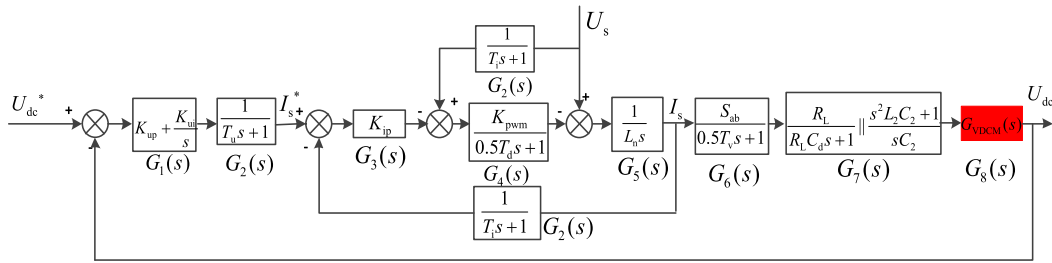 U_s
1 / (T_i s+1)
G_2(s)
U_dc*
+
-
K_up + K_ui / s
G_1(s)
1 / (T_u s+1)
G_2(s)
I_s*
+
-
K_ip
G_3(s)
-
+
+
K_pwm / (0.5T_d s+1)
G_4(s)
-
+
1 / (L_n s)
G_5(s)
I_s
S_ab / (0.5T_v s+1)
G_6(s)
R_L / (R_L C_d s+1) || (s^2 L_2 C_2+1) / (sC_2)
G_7(s)
G_VDCM(s)
G_8(s)
U_dc
1 / (T_i s+1)
G_2(s)